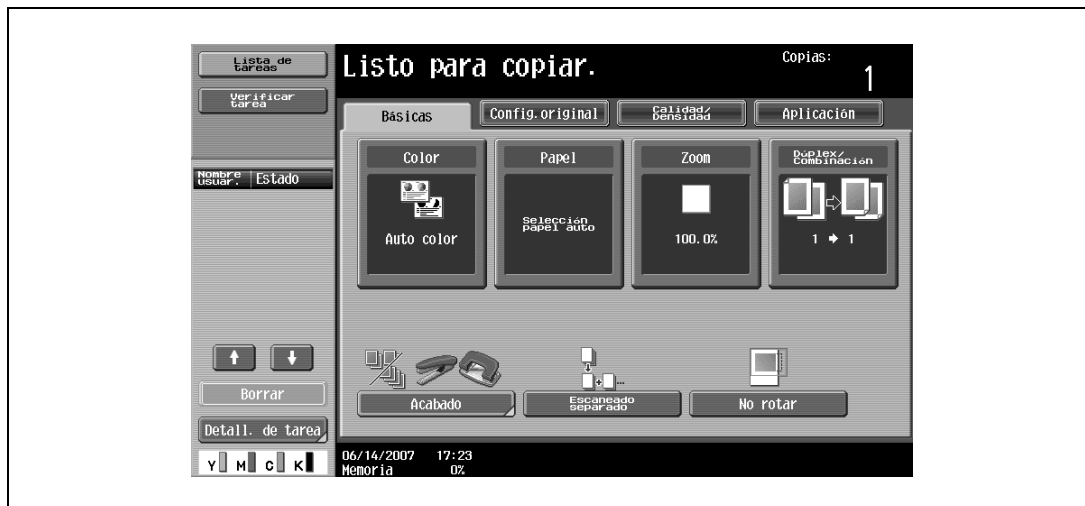 Lista de
tareas
Verificar
tarea
Nombre
usuar.
Estado
Borrar
Detall. de tarea
Y M C K
Listo para copiar.
Copias:
1
Básicas
Config.original
Calidad/
Densidad
Aplicación
Color
Auto color
Papel
Selección
papel auto
Zoom
100.0%
Dúplex/
Combinación
1 → 1
Acabado
Escaneado
separado
No rotar
06/14/2007 17:23
Memoria 0%